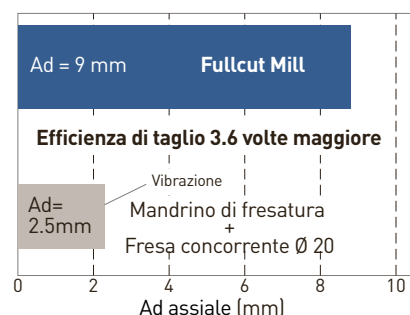 Ad = 9 mm Fullcut Mill
Efficienza di taglio 3.6 volte maggiore
Vibrazione
Ad=
2.5mm
Mandrino di fresatura
+
Fresa concorrente Ø 20
0 2 4 6 8 10
Ad assiale (mm)